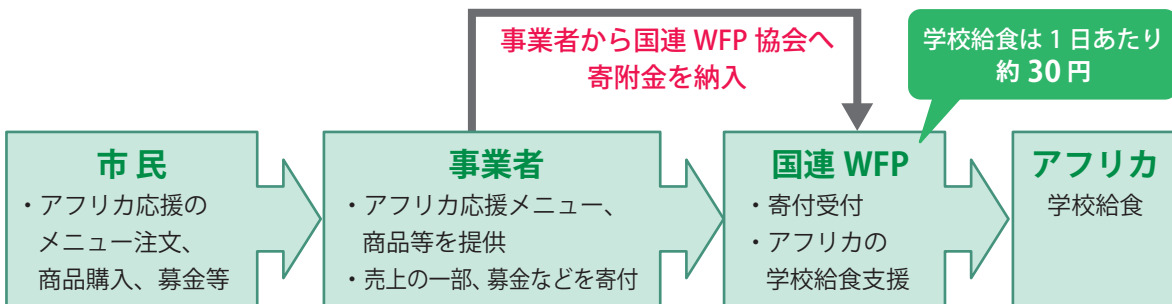 事業者から国連 WFP 協会へ
寄附金を納入
学校給食は 1 日あたり
約 30 円
市 民
・アフリカ応援の
メニュー注文、
商品購入、募金等
事業者
・アフリカ応援メニュー、
商品等を提供
・売上の一部、募金などを寄付
国連 WFP
・寄付受付
・アフリカの
学校給食支援
アフリカ
学校給食